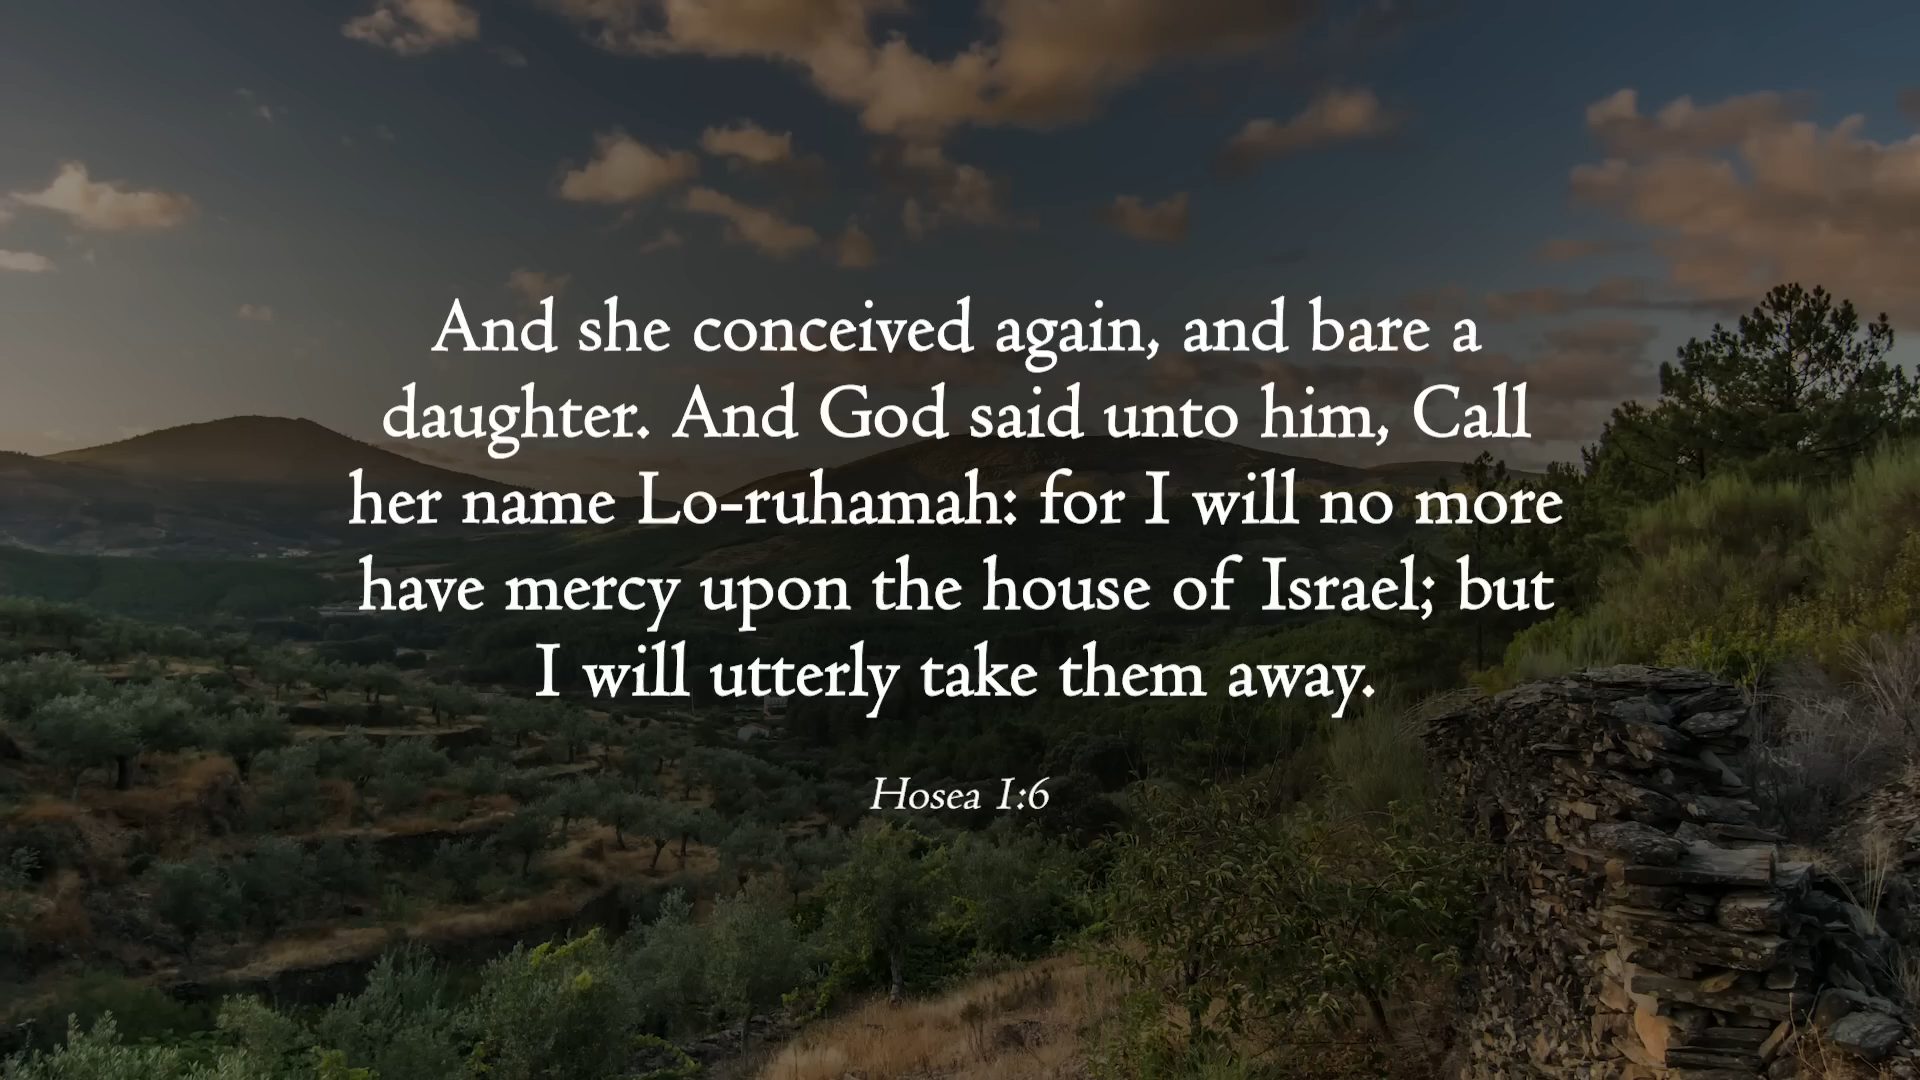 And she conceived again, and bare a
daughter. And God said unto him, Call
her name Lo-ruhamah: for I will no more
have mercy upon the house of Israel; but
I will utterly take them away.
Hosea 1:6